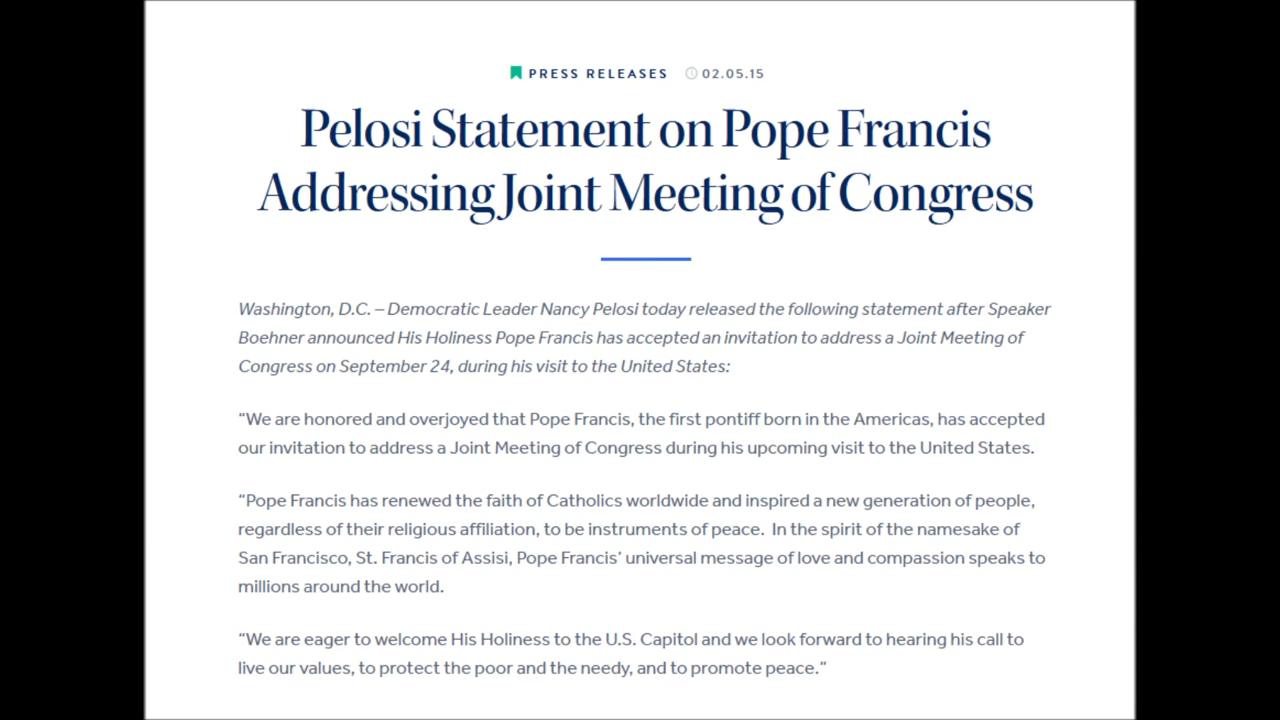 PRESS RELEASES 02.05.15
Pelosi Statement on Pope Francis
Addressing Joint Meeting of Congress
Washington, D.C. – Democratic Leader Nancy Pelosi today released the following statement after Speaker
Boehner announced His Holiness Pope Francis has accepted an invitation to address a Joint Meeting of
Congress on September 24, during his visit to the United States:
“We are honored and overjoyed that Pope Francis, the first pontiff born in the Americas, has accepted
our invitation to address a Joint Meeting of Congress during his upcoming visit to the United States.
“Pope Francis has renewed the faith of Catholics worldwide and inspired a new generation of people,
regardless of their religious affiliation, to be instruments of peace.  In the spirit of the namesake of
San Francisco, St. Francis of Assisi, Pope Francis’ universal message of love and compassion speaks to
millions around the world.
“We are eager to welcome His Holiness to the U.S. Capitol and we look forward to hearing his call to
live our values, to protect the poor and the needy, and to promote peace.”